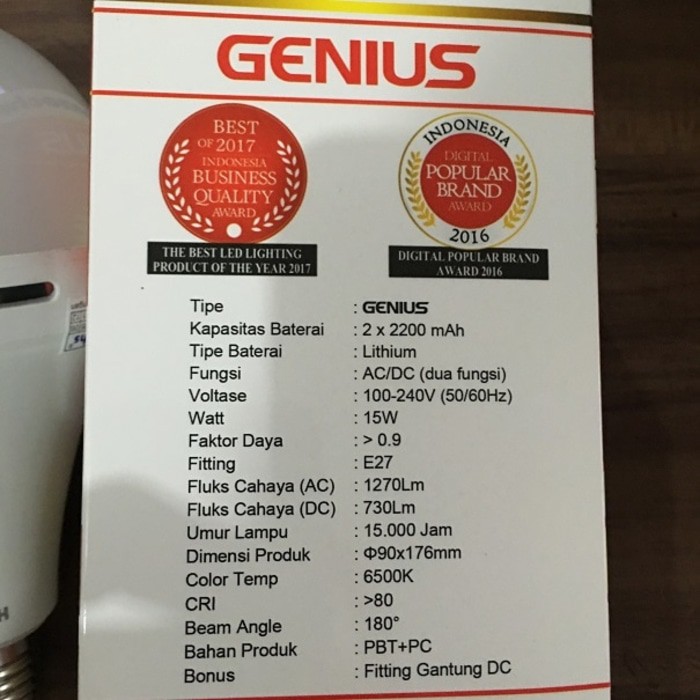 GENIUS
BEST
OF 2017
INDONESIA
BUSINESS
QUALITY
AWARD
THE BEST LED LIGHTING
PRODUCT OF THE YEAR 2017
INDONESIA
DIGITAL
POPULAR
BRAND
AWARD
2016
DIGITAL POPULAR BRAND
AWARD 2016
Tipe : GENIUS
Kapasitas Baterai : 2 x 2200 mAh
Tipe Baterai : Lithium
Fungsi : AC/DC (dua fungsi)
Voltase : 100-240V (50/60Hz)
Watt : 15W
Faktor Daya : > 0.9
Fitting : E27
Fluks Cahaya (AC) : 1270Lm
Fluks Cahaya (DC) : 730Lm
Umur Lampu : 15.000 Jam
Dimensi Produk : Φ90x176mm
Color Temp : 6500K
CRI : >80
Beam Angle : 180°
Bahan Produk : PBT+PC
Bonus : Fitting Gantung DC